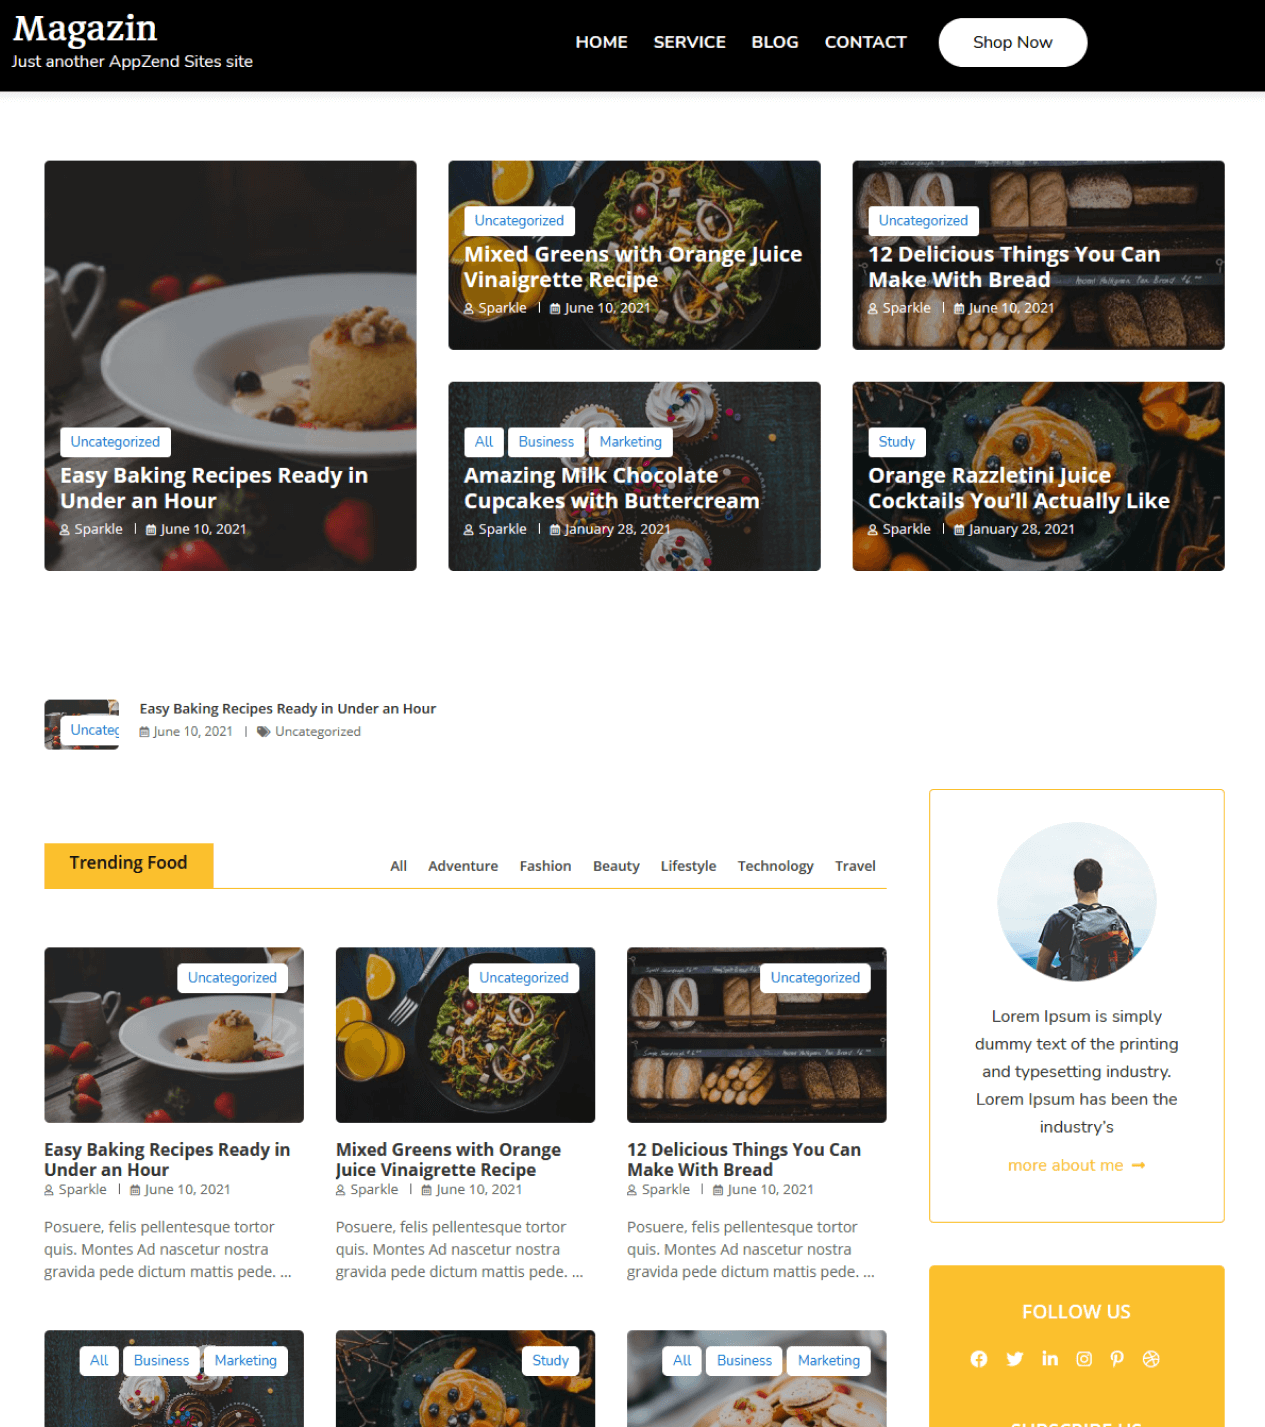 Magazin
Just another AppZend Sites site
HOME SERVICE BLOG CONTACT Shop Now
Uncategorized
Easy Baking Recipes Ready in
Under an Hour
Sparkle | June 10, 2021
Uncategorized
Mixed Greens with Orange Juice
Vinaigrette Recipe
Sparkle | June 10, 2021
Uncategorized
12 Delicious Things You Can
Make With Bread
Sparkle | June 10, 2021
All Business Marketing
Amazing Milk Chocolate
Cupcakes with Buttercream
Sparkle | January 28, 2021
Study
Orange Razzletini Juice
Cocktails You’ll Actually Like
Sparkle | January 28, 2021
Uncateg
Easy Baking Recipes Ready in Under an Hour
June 10, 2021 | Uncategorized
Trending Food
All Adventure Fashion Beauty Lifestyle Technology Travel
Uncategorized
Easy Baking Recipes Ready in
Under an Hour
Sparkle | June 10, 2021
Posuere, felis pellentesque tortor
quis. Montes Ad nascetur nostra
gravida pede dictum mattis pede. ...
Uncategorized
Mixed Greens with Orange
Juice Vinaigrette Recipe
Sparkle | June 10, 2021
Posuere, felis pellentesque tortor
quis. Montes Ad nascetur nostra
gravida pede dictum mattis pede. ...
Uncategorized
12 Delicious Things You Can
Make With Bread
Sparkle | June 10, 2021
Posuere, felis pellentesque tortor
quis. Montes Ad nascetur nostra
gravida pede dictum mattis pede. ...
All Business Marketing
Study
All Business Marketing
Lorem Ipsum is simply
dummy text of the printing
and typesetting industry.
Lorem Ipsum has been the
industry’s
more about me
FOLLOW US
SUBSCRIBE US